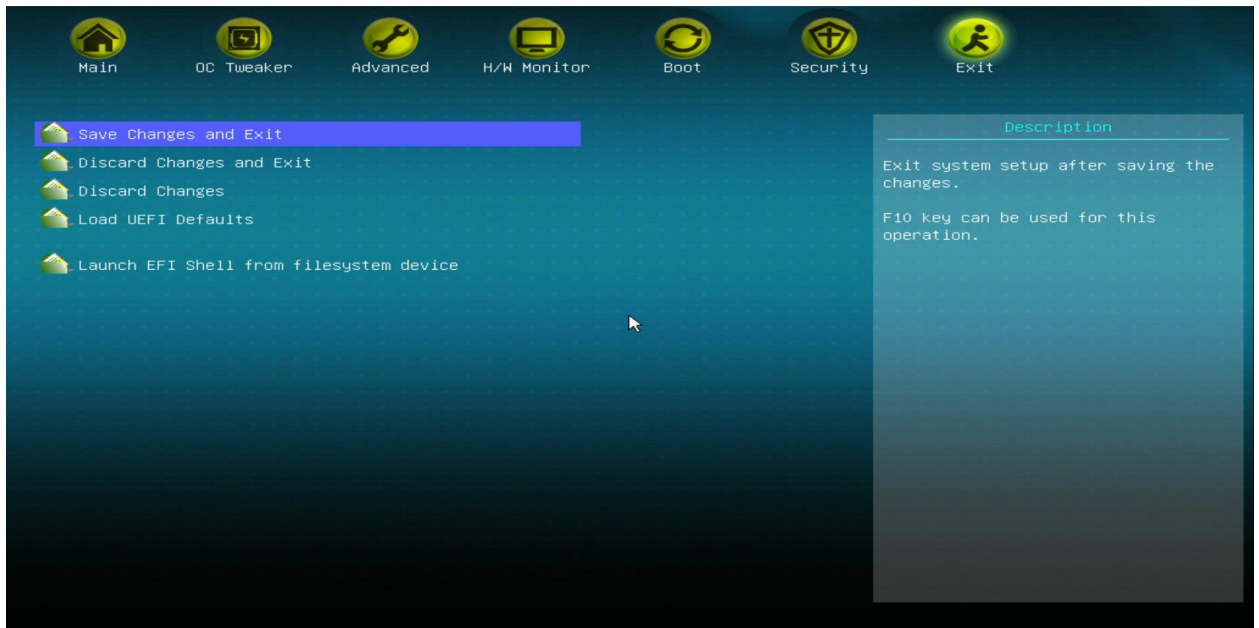 Main OC Tweaker Advanced H/W Monitor Boot Security Exit
Save Changes and Exit
Discard Changes and Exit
Discard Changes
Load UEFI Defaults
Launch EFI Shell from filesystem device
Description
Exit system setup after saving the
changes.
F10 key can be used for this
operation.